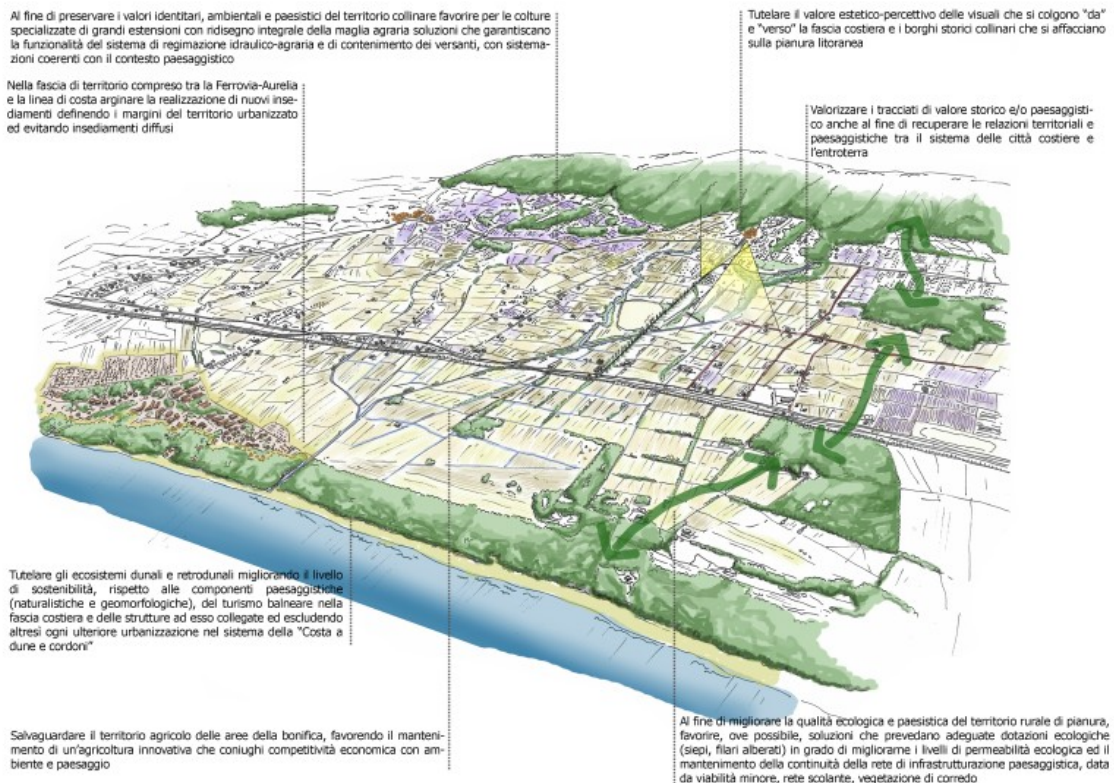 Al fine di preservare i valori identitari, ambientali e paesistici del territorio collinare favorire per le colture
specializzate di grandi estensioni con ridisegno integrale della maglia agraria soluzioni che garantiscano
la funzionalità del sistema di regimazione idraulico-agraria e di contenimento dei versanti, con sistema-
zioni coerenti con il contesto paesaggistico
Tutelare il valore estetico-percettivo delle visuali che si colgono "da"
e "verso" la fascia costiera e i borghi storici collinari che si affacciano
sulla pianura litoranea
Nella fascia di territorio compreso tra la Ferrovia-Aurelia
e la linea di costa arginare la realizzazione di nuovi inse-
diamenti definendo i margini del territorio urbanizzato
ed evitando insediamenti diffusi
Valorizzare i tracciati di valore storico e/o paesaggisti-
co anche al fine di recuperare le relazioni territoriali e
paesaggistiche tra il sistema delle città costiere e
l'entroterra
Tutelare gli ecosistemi dunali e retrodunali migliorando il livello
di sostenibilità, rispetto alle componenti paesaggistiche
(naturalistiche e geomorfologiche), del turismo balneare nella
fascia costiera e delle strutture ad esso collegate ed escludendo
altresì ogni ulteriore urbanizzazione nel sistema della "Costa a
dune e cordoni"
Salvaguardare il territorio agricolo delle aree della bonifica, favorendo il manteni-
mento di un'agricoltura innovativa che coniughi competitività economica con am-
biente e paesaggio
Al fine di migliorare la qualità ecologica e paesistica del territorio rurale di pianura,
favorire, ove possibile, soluzioni che prevedano adeguate dotazioni ecologiche
(siepi, filari alberati) in grado di migliorarne i livelli di permeabilità ecologica ed il
mantenimento della continuità della rete di infrastrutturazione paesaggistica, data
da viabilità minore, rete scolante, vegetazione di corredo